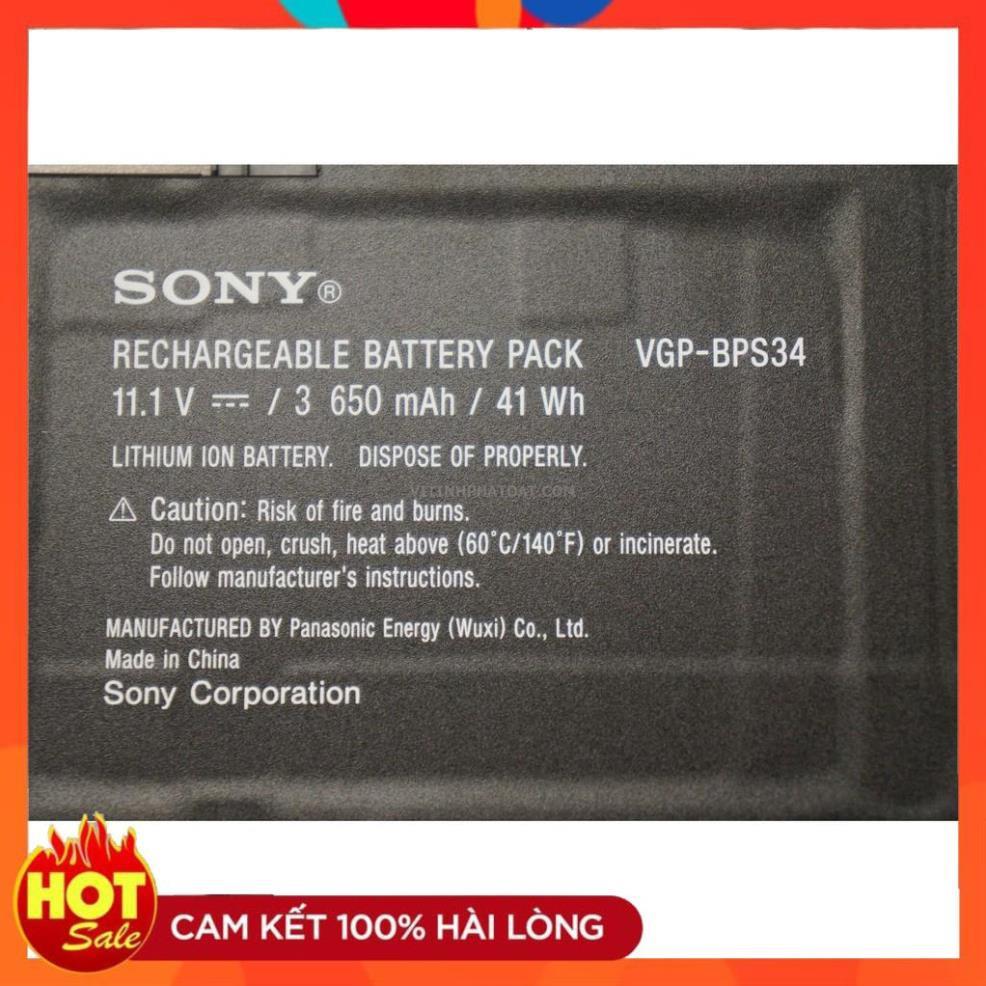 SONY®
RECHARGEABLE BATTERY PACK VGP-BPS34
11.1 V ⎓ / 3 650 mAh / 41 Wh
LITHIUM ION BATTERY. DISPOSE OF PROPERLY.
VITINHPHATDAT.COM
⚠ Caution: Risk of fire and burns.
Do not open, crush, heat above (60°C/140°F) or incinerate.
Follow manufacturer's instructions.
MANUFACTURED BY Panasonic Energy (Wuxi) Co., Ltd.
Made in China
Sony Corporation
HOT
Sale
CAM KẾT 100% HÀI LÒNG